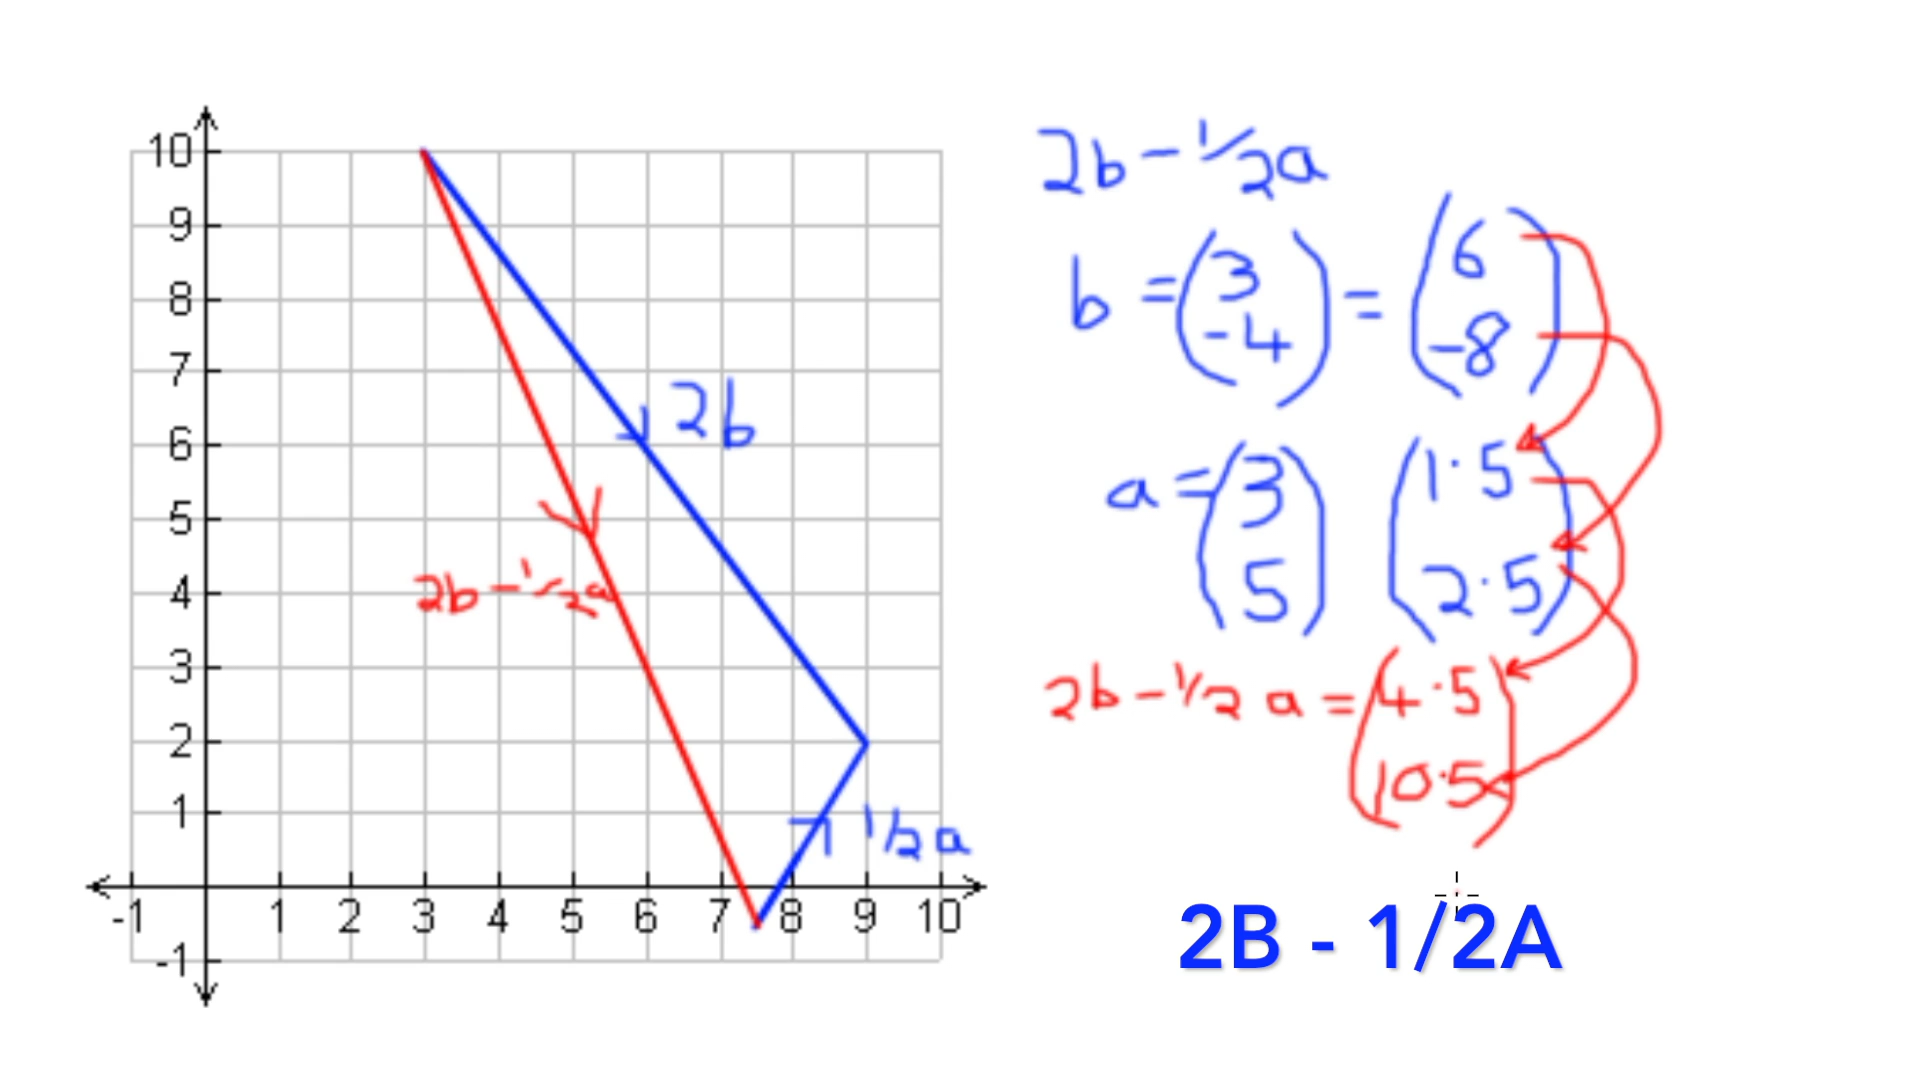 10
9
8
7
6
5
4
3
2
1
-1
-1 1 2 3 4 5 6 7 8 9 10
2b
2b - 1/2a
1/2a
2b - 1/2a
b = (3 -4) = (6 -8)
a = (3 5) (1.5 2.5)
2b - 1/2 a = (4.5 10.5)
2B - 1/2A